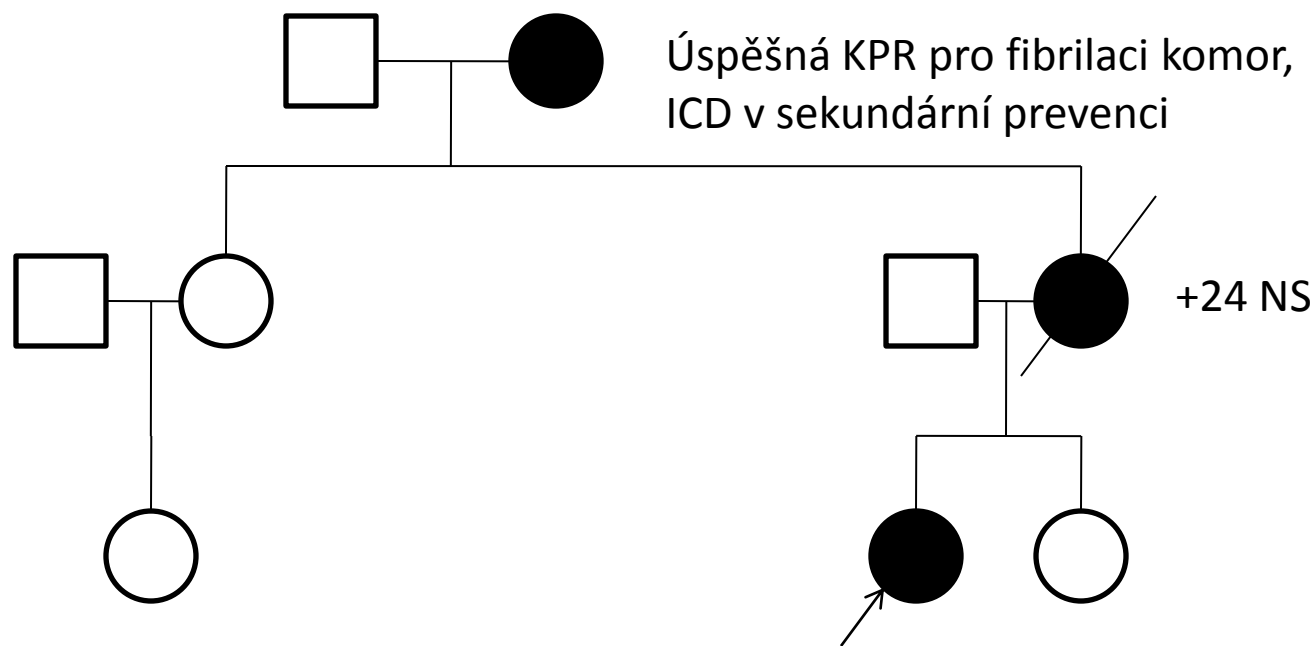 Úspěšná KPR pro fibrilaci komor,
ICD v sekundární prevenci
+24 NS